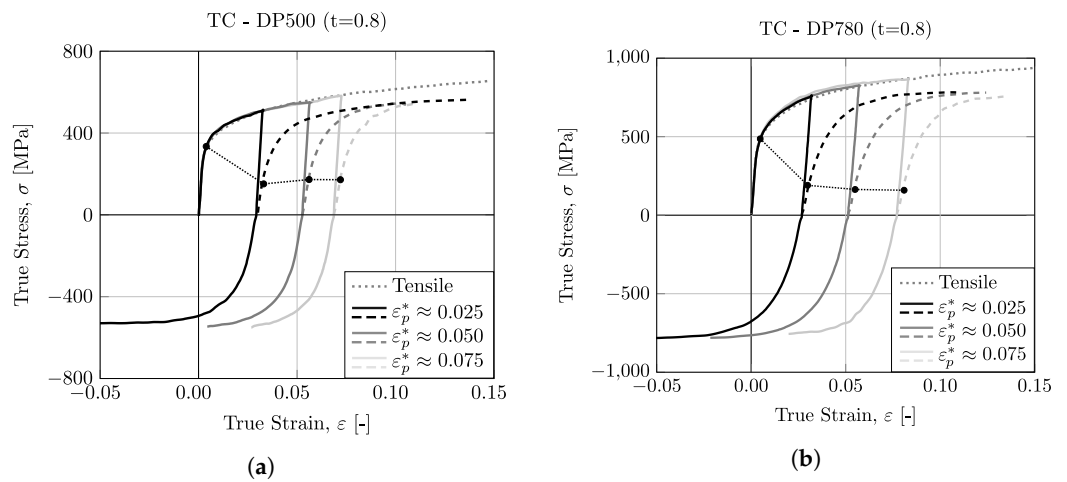 TC - DP500 (t=0.8)
800
400
0
−400
−800
−0.05
0.00
0.05
0.10
0.15
True Stress, σ [MPa]
True Strain, ε [-]
Tensile
ε*p ≈ 0.025
ε*p ≈ 0.050
ε*p ≈ 0.075
(a)
TC - DP780 (t=0.8)
1,000
500
0
−500
−1,000
−0.05
0.00
0.05
0.10
0.15
True Stress, σ [MPa]
True Strain, ε [-]
Tensile
ε*p ≈ 0.025
ε*p ≈ 0.050
ε*p ≈ 0.075
(b)